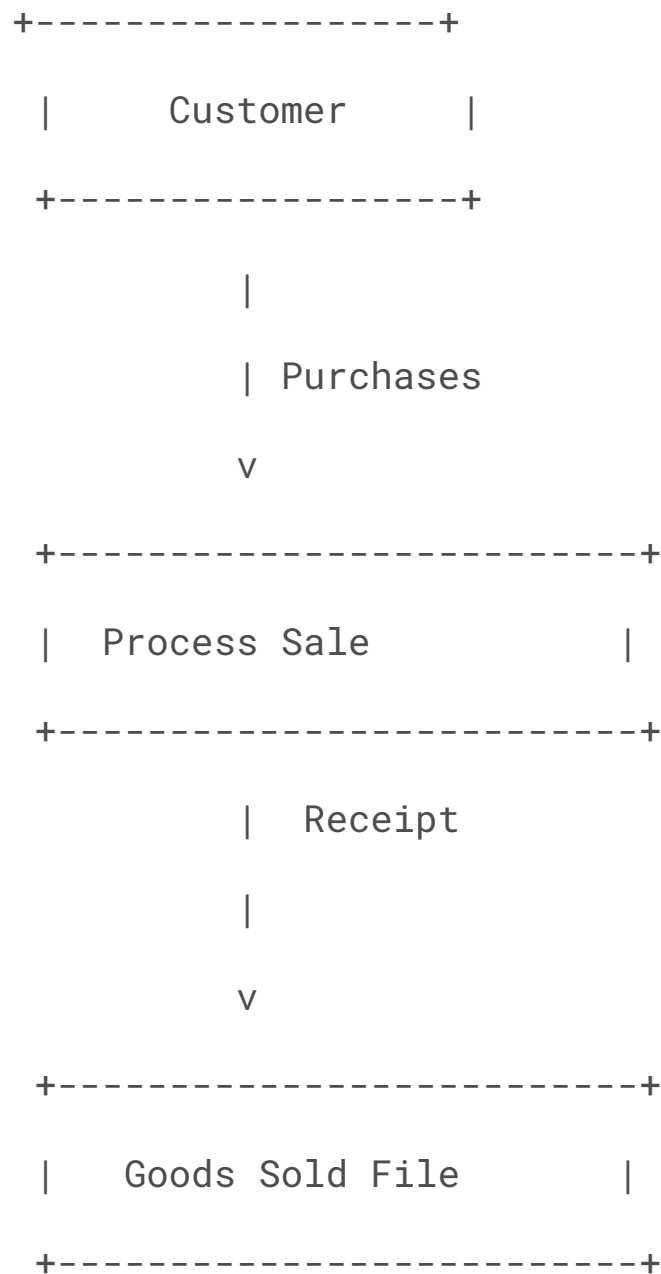 +-----------------+
|     Customer     |
+------------------+
|
| Purchases
v
+--------------------------+
|  Process Sale           |
+--------------------------+
|  Receipt
|
v
+--------------------------+
|   Goods Sold File       |
+--------------------------+